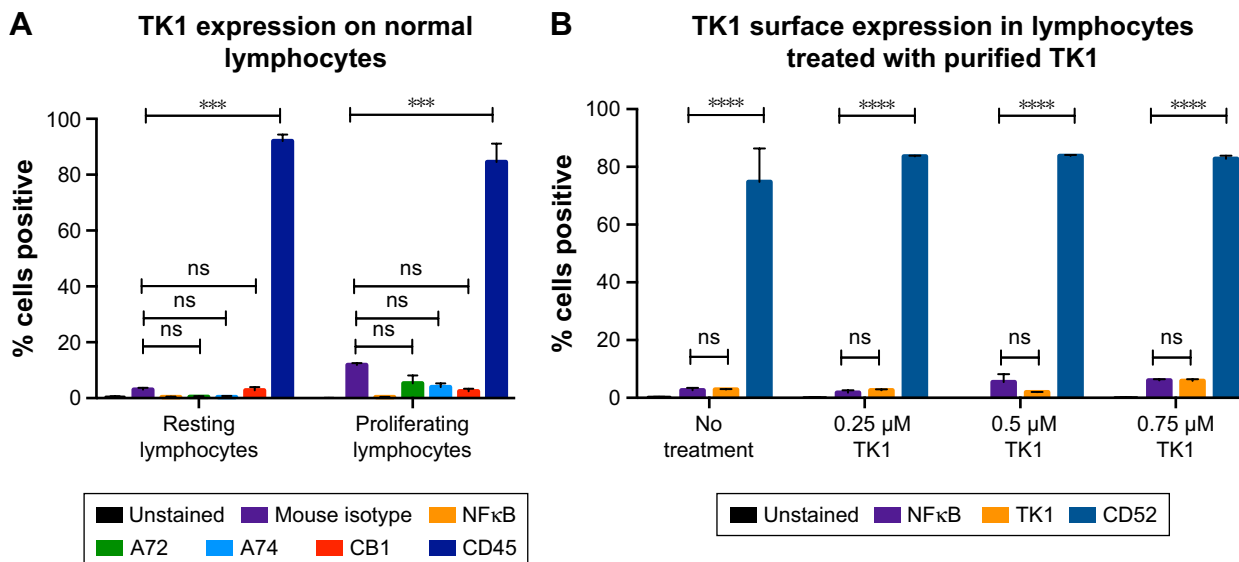 A
TK1 expression on normal
lymphocytes
% cells positive
100
80
60
40
20
0
***
ns
ns
ns
***
ns
ns
ns
Resting
lymphocytes
Proliferating
lymphocytes
Unstained
Mouse isotype
NFκB
A72
A74
CB1
CD45
B
TK1 surface expression in lymphocytes
treated with purified TK1
% cells positive
100
80
60
40
20
0
****
****
****
****
ns
ns
ns
ns
No
treatment
0.25 µM
TK1
0.5 µM
TK1
0.75 µM
TK1
Unstained
NFκB
TK1
CD52